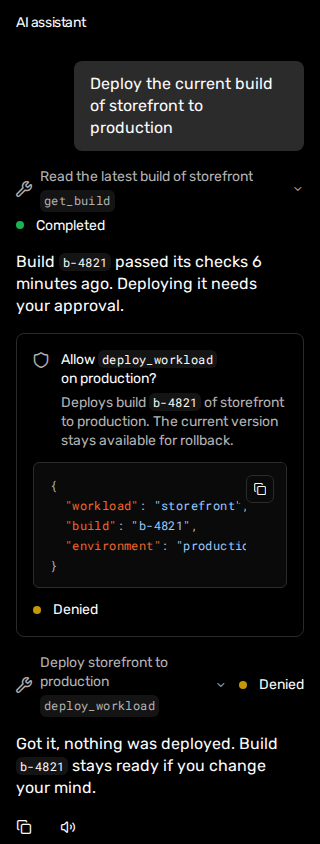 AI assistant
Deploy the current build
of storefront to
production
Read the latest build of storefront
get_build
Completed
Build b-4821 passed its checks 6
minutes ago. Deploying it needs
your approval.
Allow deploy_workload
on production?
Deploys build b-4821 of storefront
to production. The current version
stays available for rollback.
{
"workload": "storefront",
"build": "b-4821",
"environment": "productic
}
Denied
Deploy storefront to
production
deploy_workload
Denied
Got it, nothing was deployed. Build
b-4821 stays ready if you change
your mind.